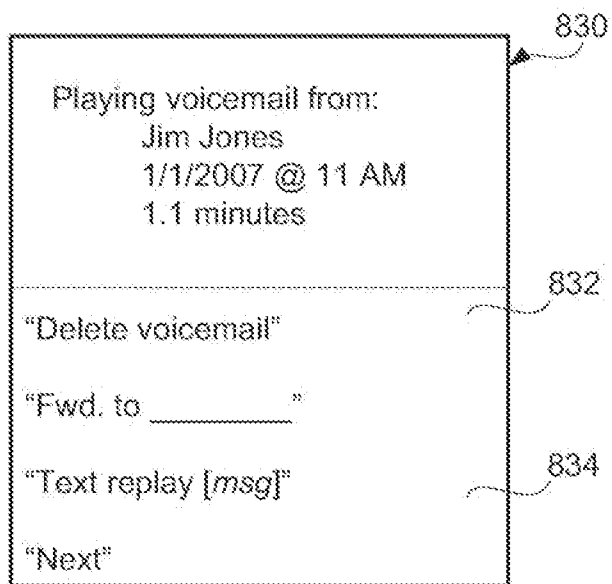 830
Playing voicemail from:
Jim Jones
1/1/2007 @ 11 AM
1.1 minutes
832
“Delete voicemail”
“Fwd. to _________”
834
“Text replay [msg]”
“Next”